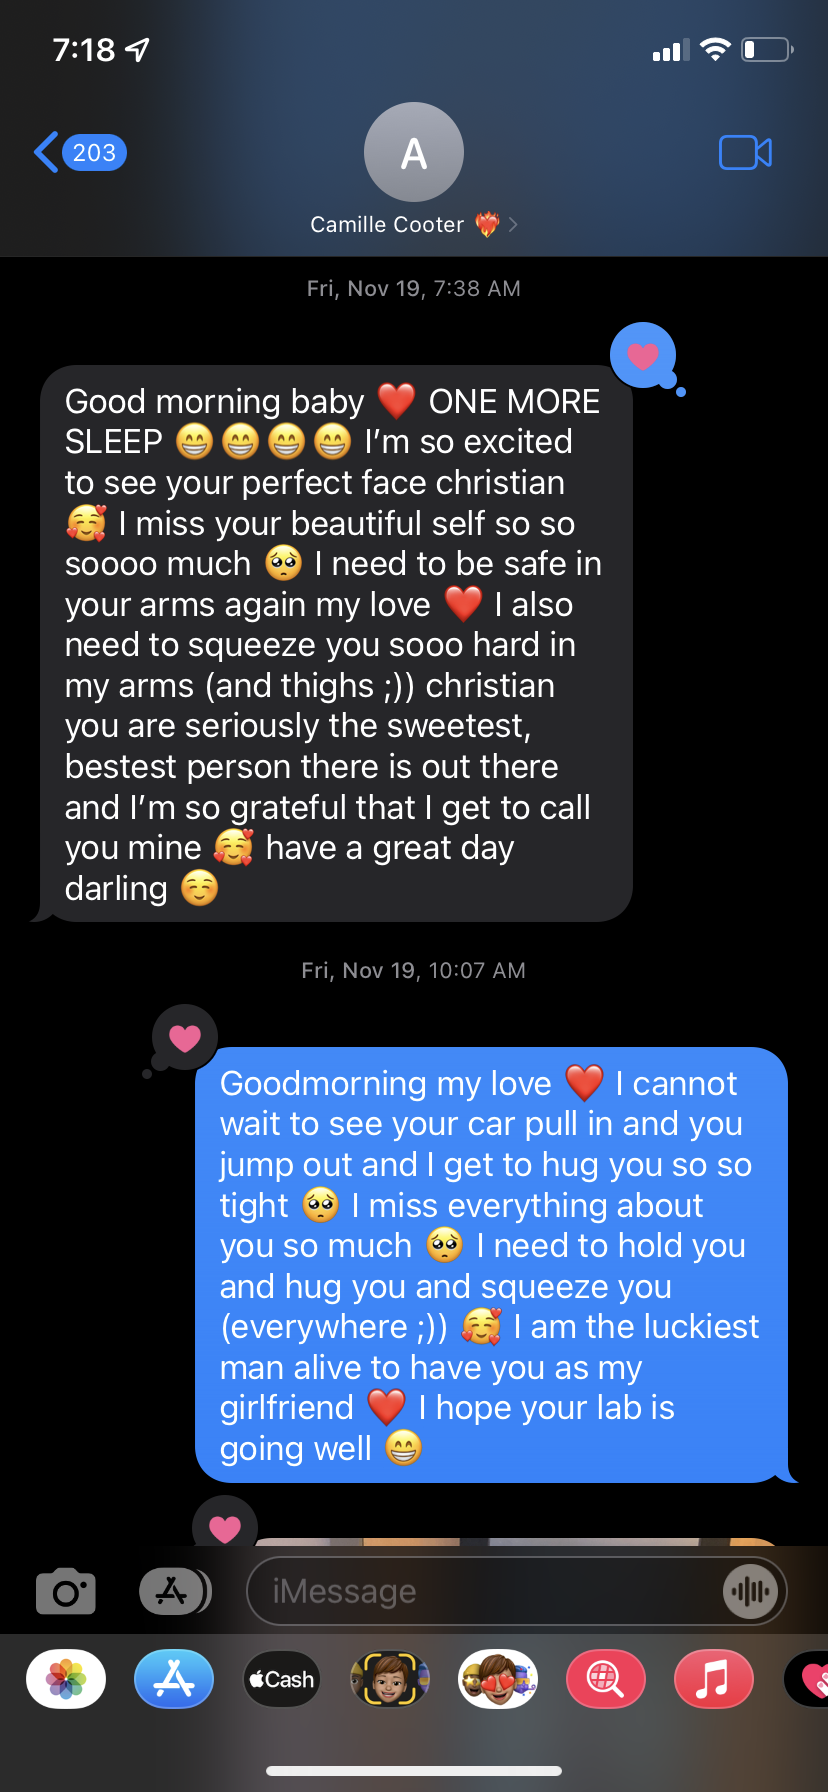 7:18
203
A
Camille Cooter ❤️‍🔥
Fri, Nov 19, 7:38 AM
Good morning baby ❤️ ONE MORE
SLEEP 😁😁😁😁 I’m so excited
to see your perfect face christian
🥰 I miss your beautiful self so so
soooo much 🥺 I need to be safe in
your arms again my love ❤️ I also
need to squeeze you sooo hard in
my arms (and thighs ;)) christian
you are seriously the sweetest,
bestest person there is out there
and I’m so grateful that I get to call
you mine 🥰 have a great day
darling ☺️
Fri, Nov 19, 10:07 AM
Goodmorning my love ❤️ I cannot
wait to see your car pull in and you
jump out and I get to hug you so so
tight 🥺 I miss everything about
you so much 🥺 I need to hold you
and hug you and squeeze you
(everywhere ;)) 🥰 I am the luckiest
man alive to have you as my
girlfriend ❤️ I hope your lab is
going well 😁
iMessage
Cash